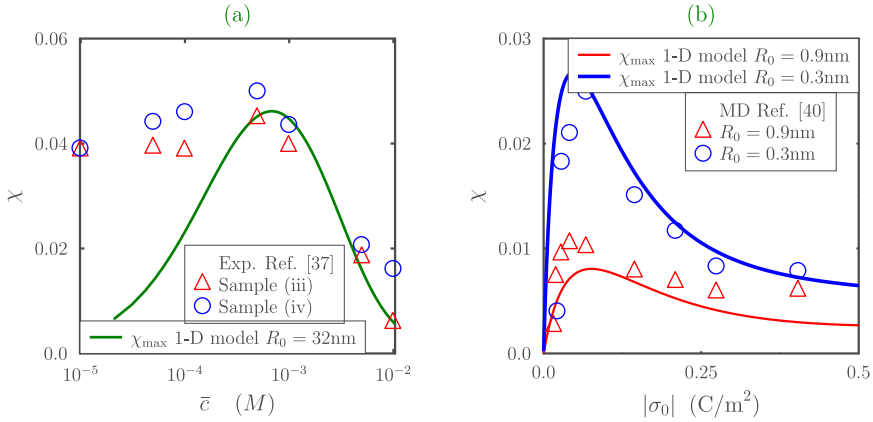 (a)
0.06
0.04
0.02
0.0
χ
Exp. Ref. [37]
Sample (iii)
Sample (iv)
χmax 1-D model R0 = 32nm
10−5
10−4
10−3
10−2
c̄ (M)
(b)
0.03
0.02
0.01
0.0
χ
χmax 1-D model R0 = 0.9nm
χmax 1-D model R0 = 0.3nm
MD Ref. [40]
R0 = 0.9nm
R0 = 0.3nm
0.0
0.25
0.5
|σ0| (C/m2)